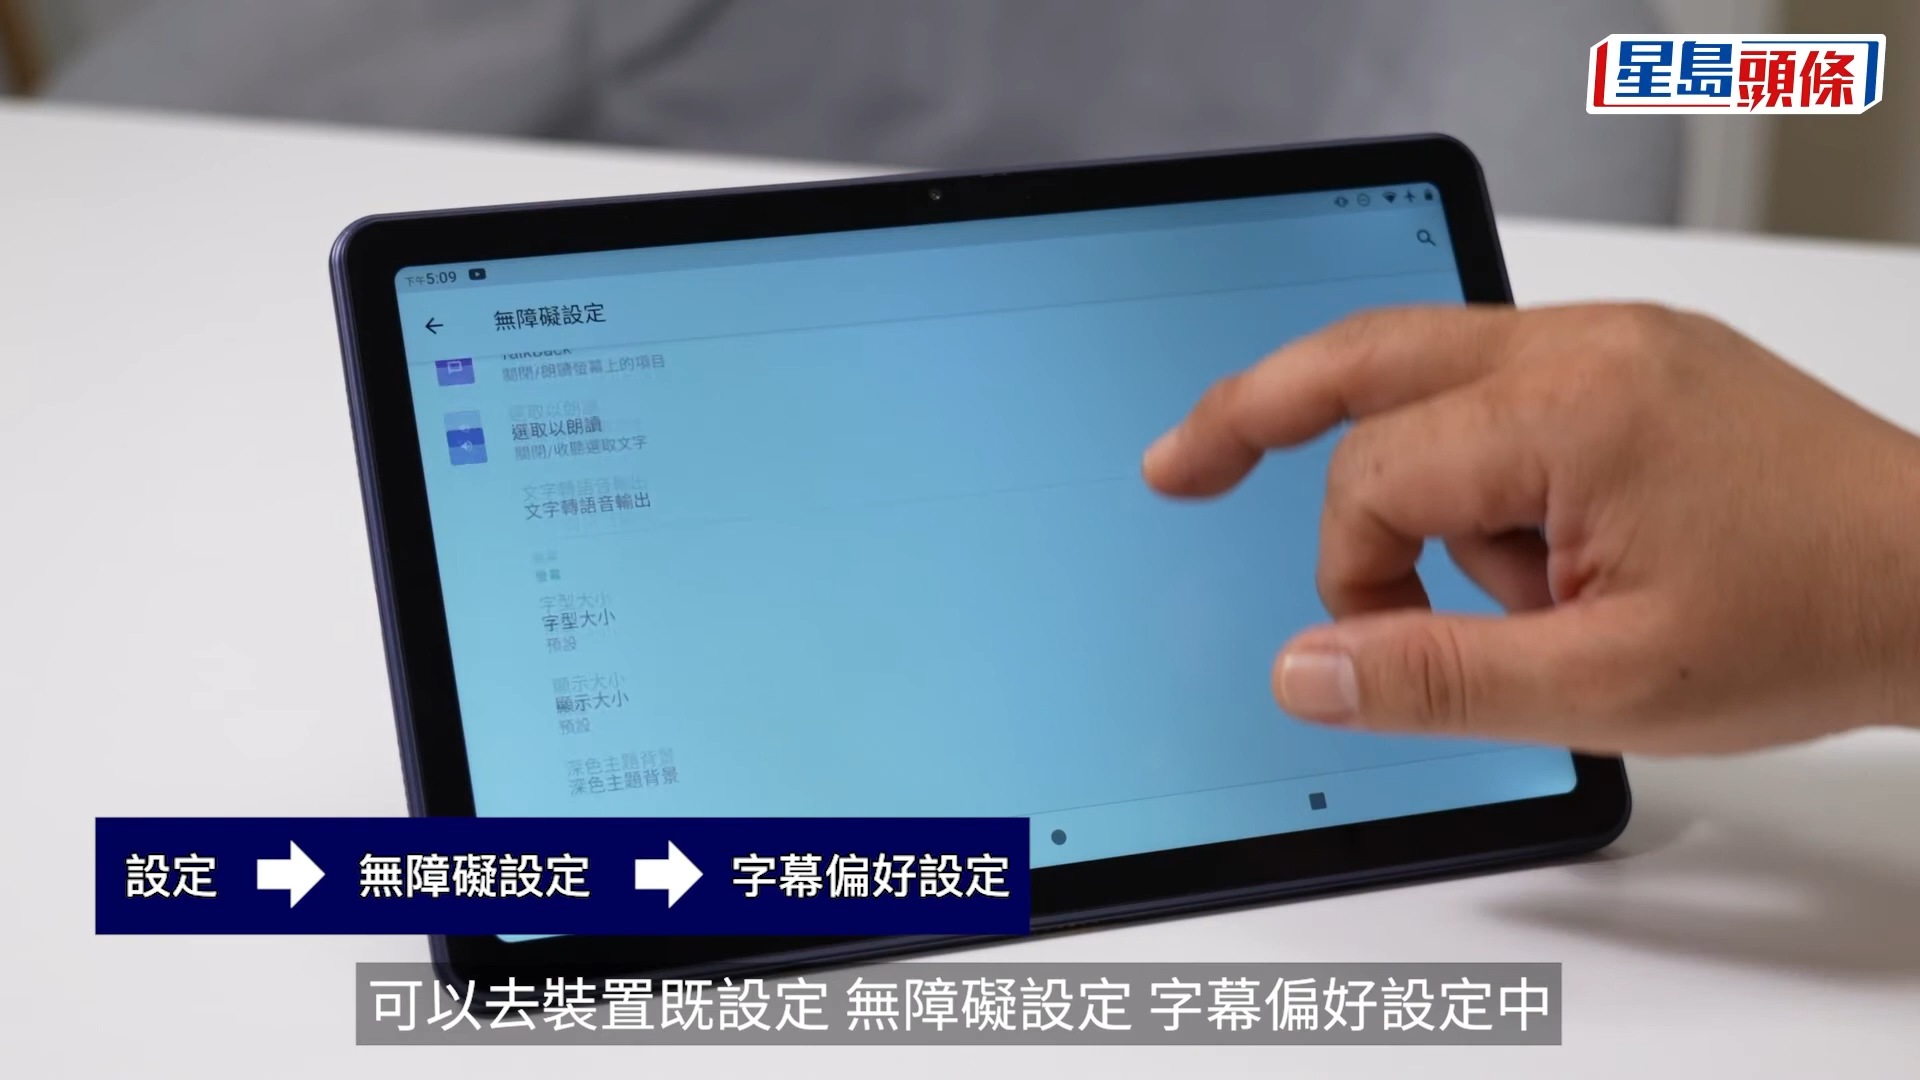 星島頭條
下午5:09
無障礙設定
TalkBack
關閉/朗讀螢幕上的項目
選取以朗讀
關閉/收聽選取文字
文字轉語音輸出
螢幕
字型大小
預設
顯示大小
預設
深色主題背景
設定 無障礙設定 字幕偏好設定
可以去裝置既設定 無障礙設定 字幕偏好設定中